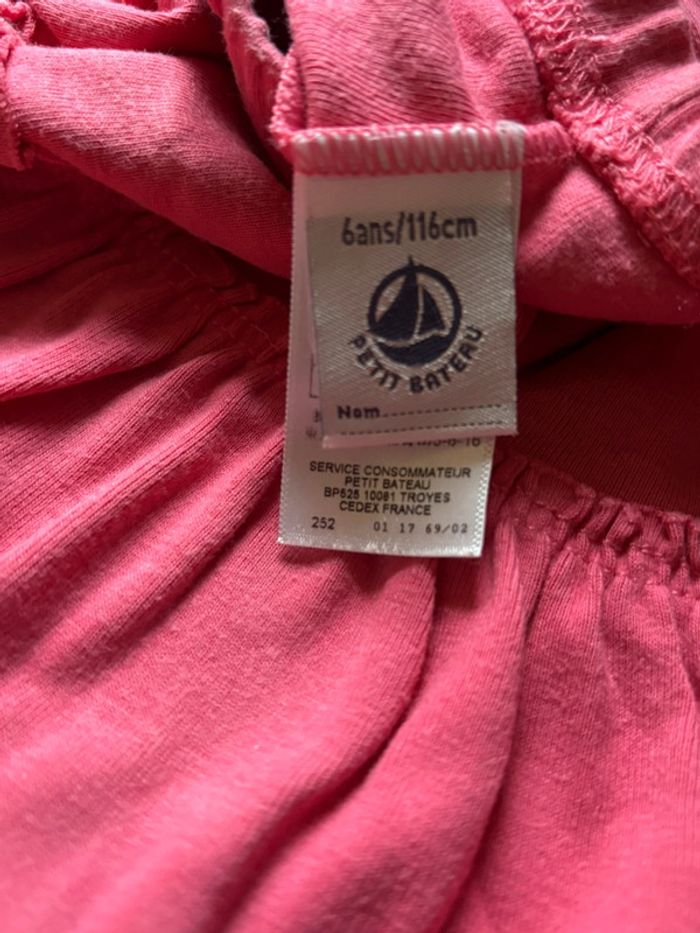 6ans/116cm
PETIT BATEAU
Nom
SERVICE CONSOMMATEUR
PETIT BATEAU
BP525 10081 TROYES
CEDEX FRANCE
252 01 17 69/02